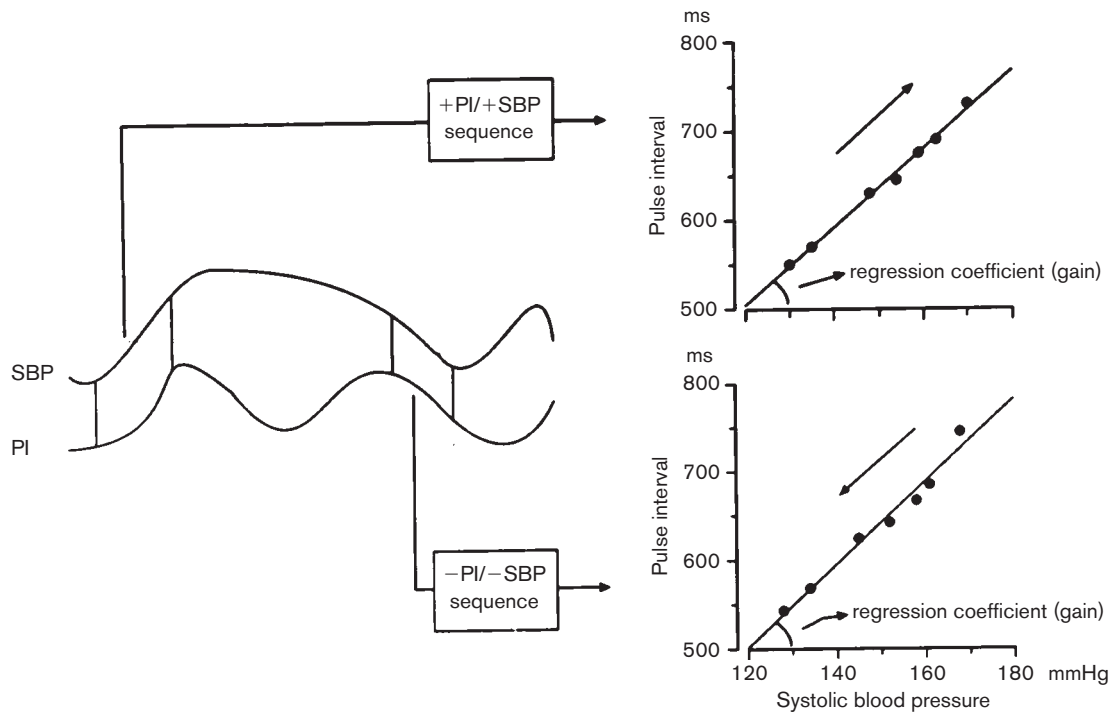 +PI/+SBP
sequence
SBP
PI
−PI/−SBP
sequence
ms
800
700
600
500
Pulse interval
regression coefficient (gain)
ms
800
700
600
500
Pulse interval
regression coefficient (gain)
120 140 160 180 mmHg
Systolic blood pressure